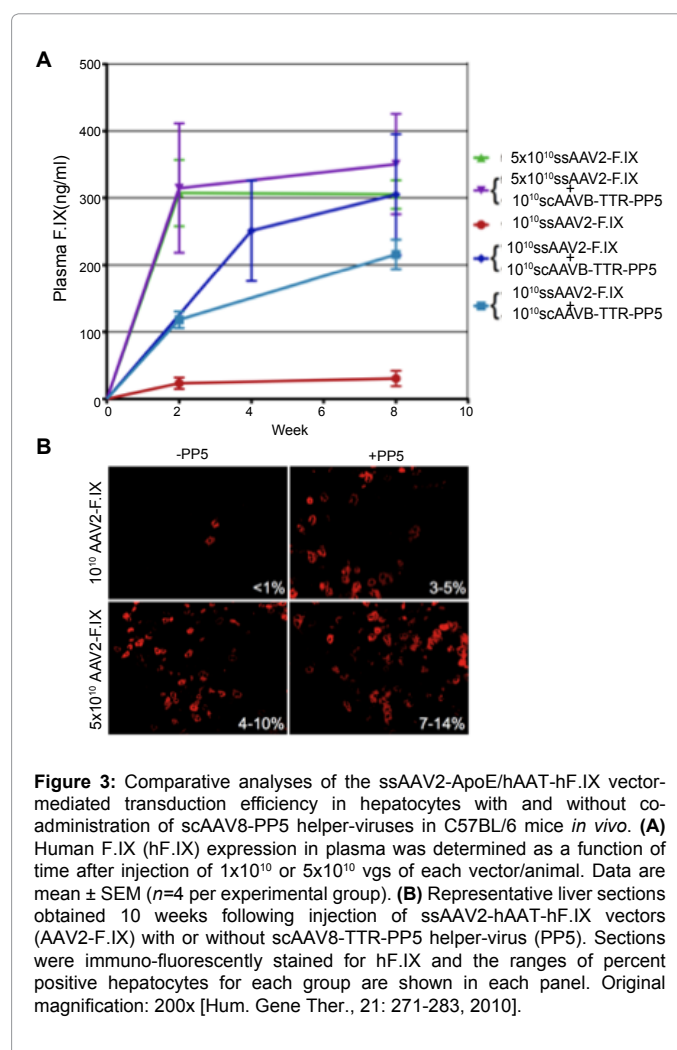 A
500
400
300
200
100
0
Plasma F.IX(ng/ml)
0 2 4 6 8 10
Week
5x10¹⁰ssAAV2-F.IX
5x10¹⁰ssAAV2-F.IX
+
10¹⁰scAAVB-TTR-PP5
10¹⁰ssAAV2-F.IX
10¹⁰ssAAV2-F.IX
+
10¹⁰scAAVB-TTR-PP5
10¹⁰ssAAV2-F.IX
+
10¹⁰scAAVB-TTR-PP5
B
-PP5 +PP5
10¹⁰ AAV2-F.IX
<1% 3-5%
5x10¹⁰ AAV2-F.IX
4-10% 7-14%
Figure 3: Comparative analyses of the ssAAV2-ApoE/hAAT-hF.IX vector-
mediated transduction efficiency in hepatocytes with and without co-
administration of scAAV8-PP5 helper-viruses in C57BL/6 mice in vivo. (A)
Human F.IX (hF.IX) expression in plasma was determined as a function of
time after injection of 1x10¹⁰ or 5x10¹⁰ vgs of each vector/animal. Data are
mean ± SEM (n=4 per experimental group). (B) Representative liver sections
obtained 10 weeks following injection of ssAAV2-hAAT-hF.IX vectors
(AAV2-F.IX) with or without scAAV8-TTR-PP5 helper-virus (PP5). Sections
were immuno-fluorescently stained for hF.IX and the ranges of percent
positive hepatocytes for each group are shown in each panel. Original
magnification: 200x [Hum. Gene Ther., 21: 271-283, 2010].